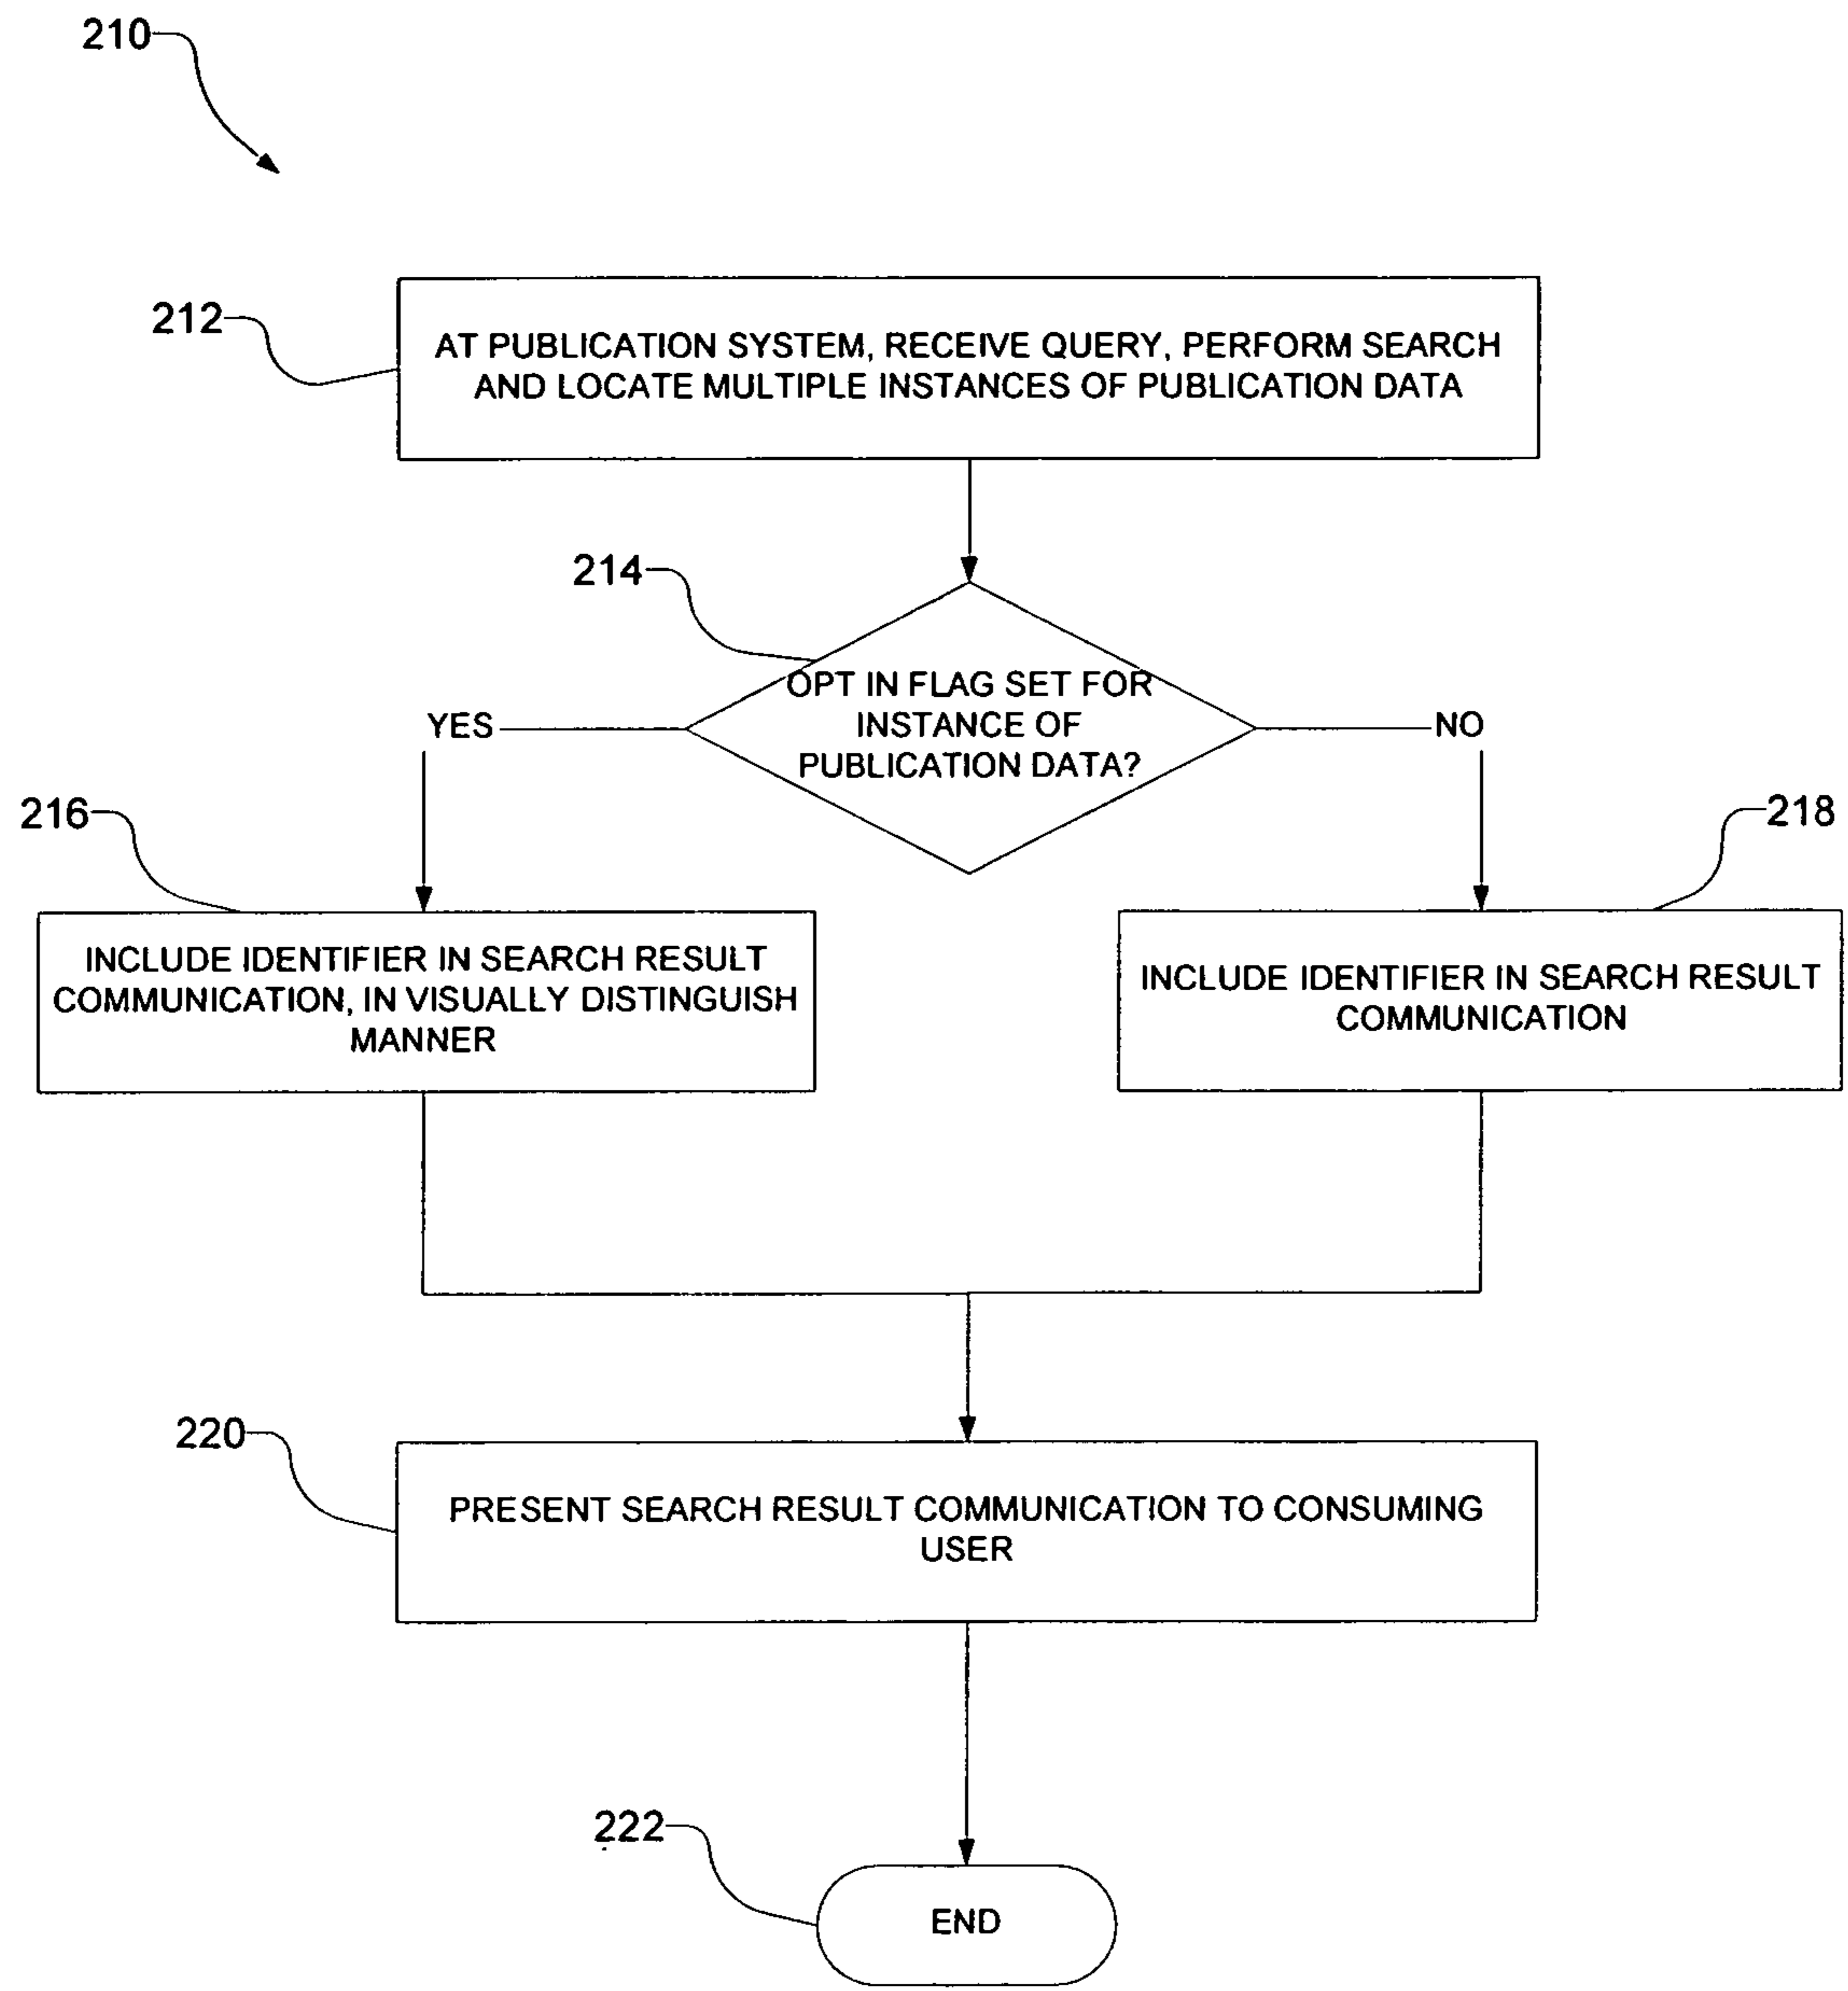 210
212
AT PUBLICATION SYSTEM, RECEIVE QUERY, PERFORM SEARCH
AND LOCATE MULTIPLE INSTANCES OF PUBLICATION DATA
214
OPT IN FLAG SET FOR
INSTANCE OF
PUBLICATION DATA?
YES
NO
216
218
INCLUDE IDENTIFIER IN SEARCH RESULT
COMMUNICATION, IN VISUALLY DISTINGUISH
MANNER
INCLUDE IDENTIFIER IN SEARCH RESULT
COMMUNICATION
220
PRESENT SEARCH RESULT COMMUNICATION TO CONSUMING
USER
222
END